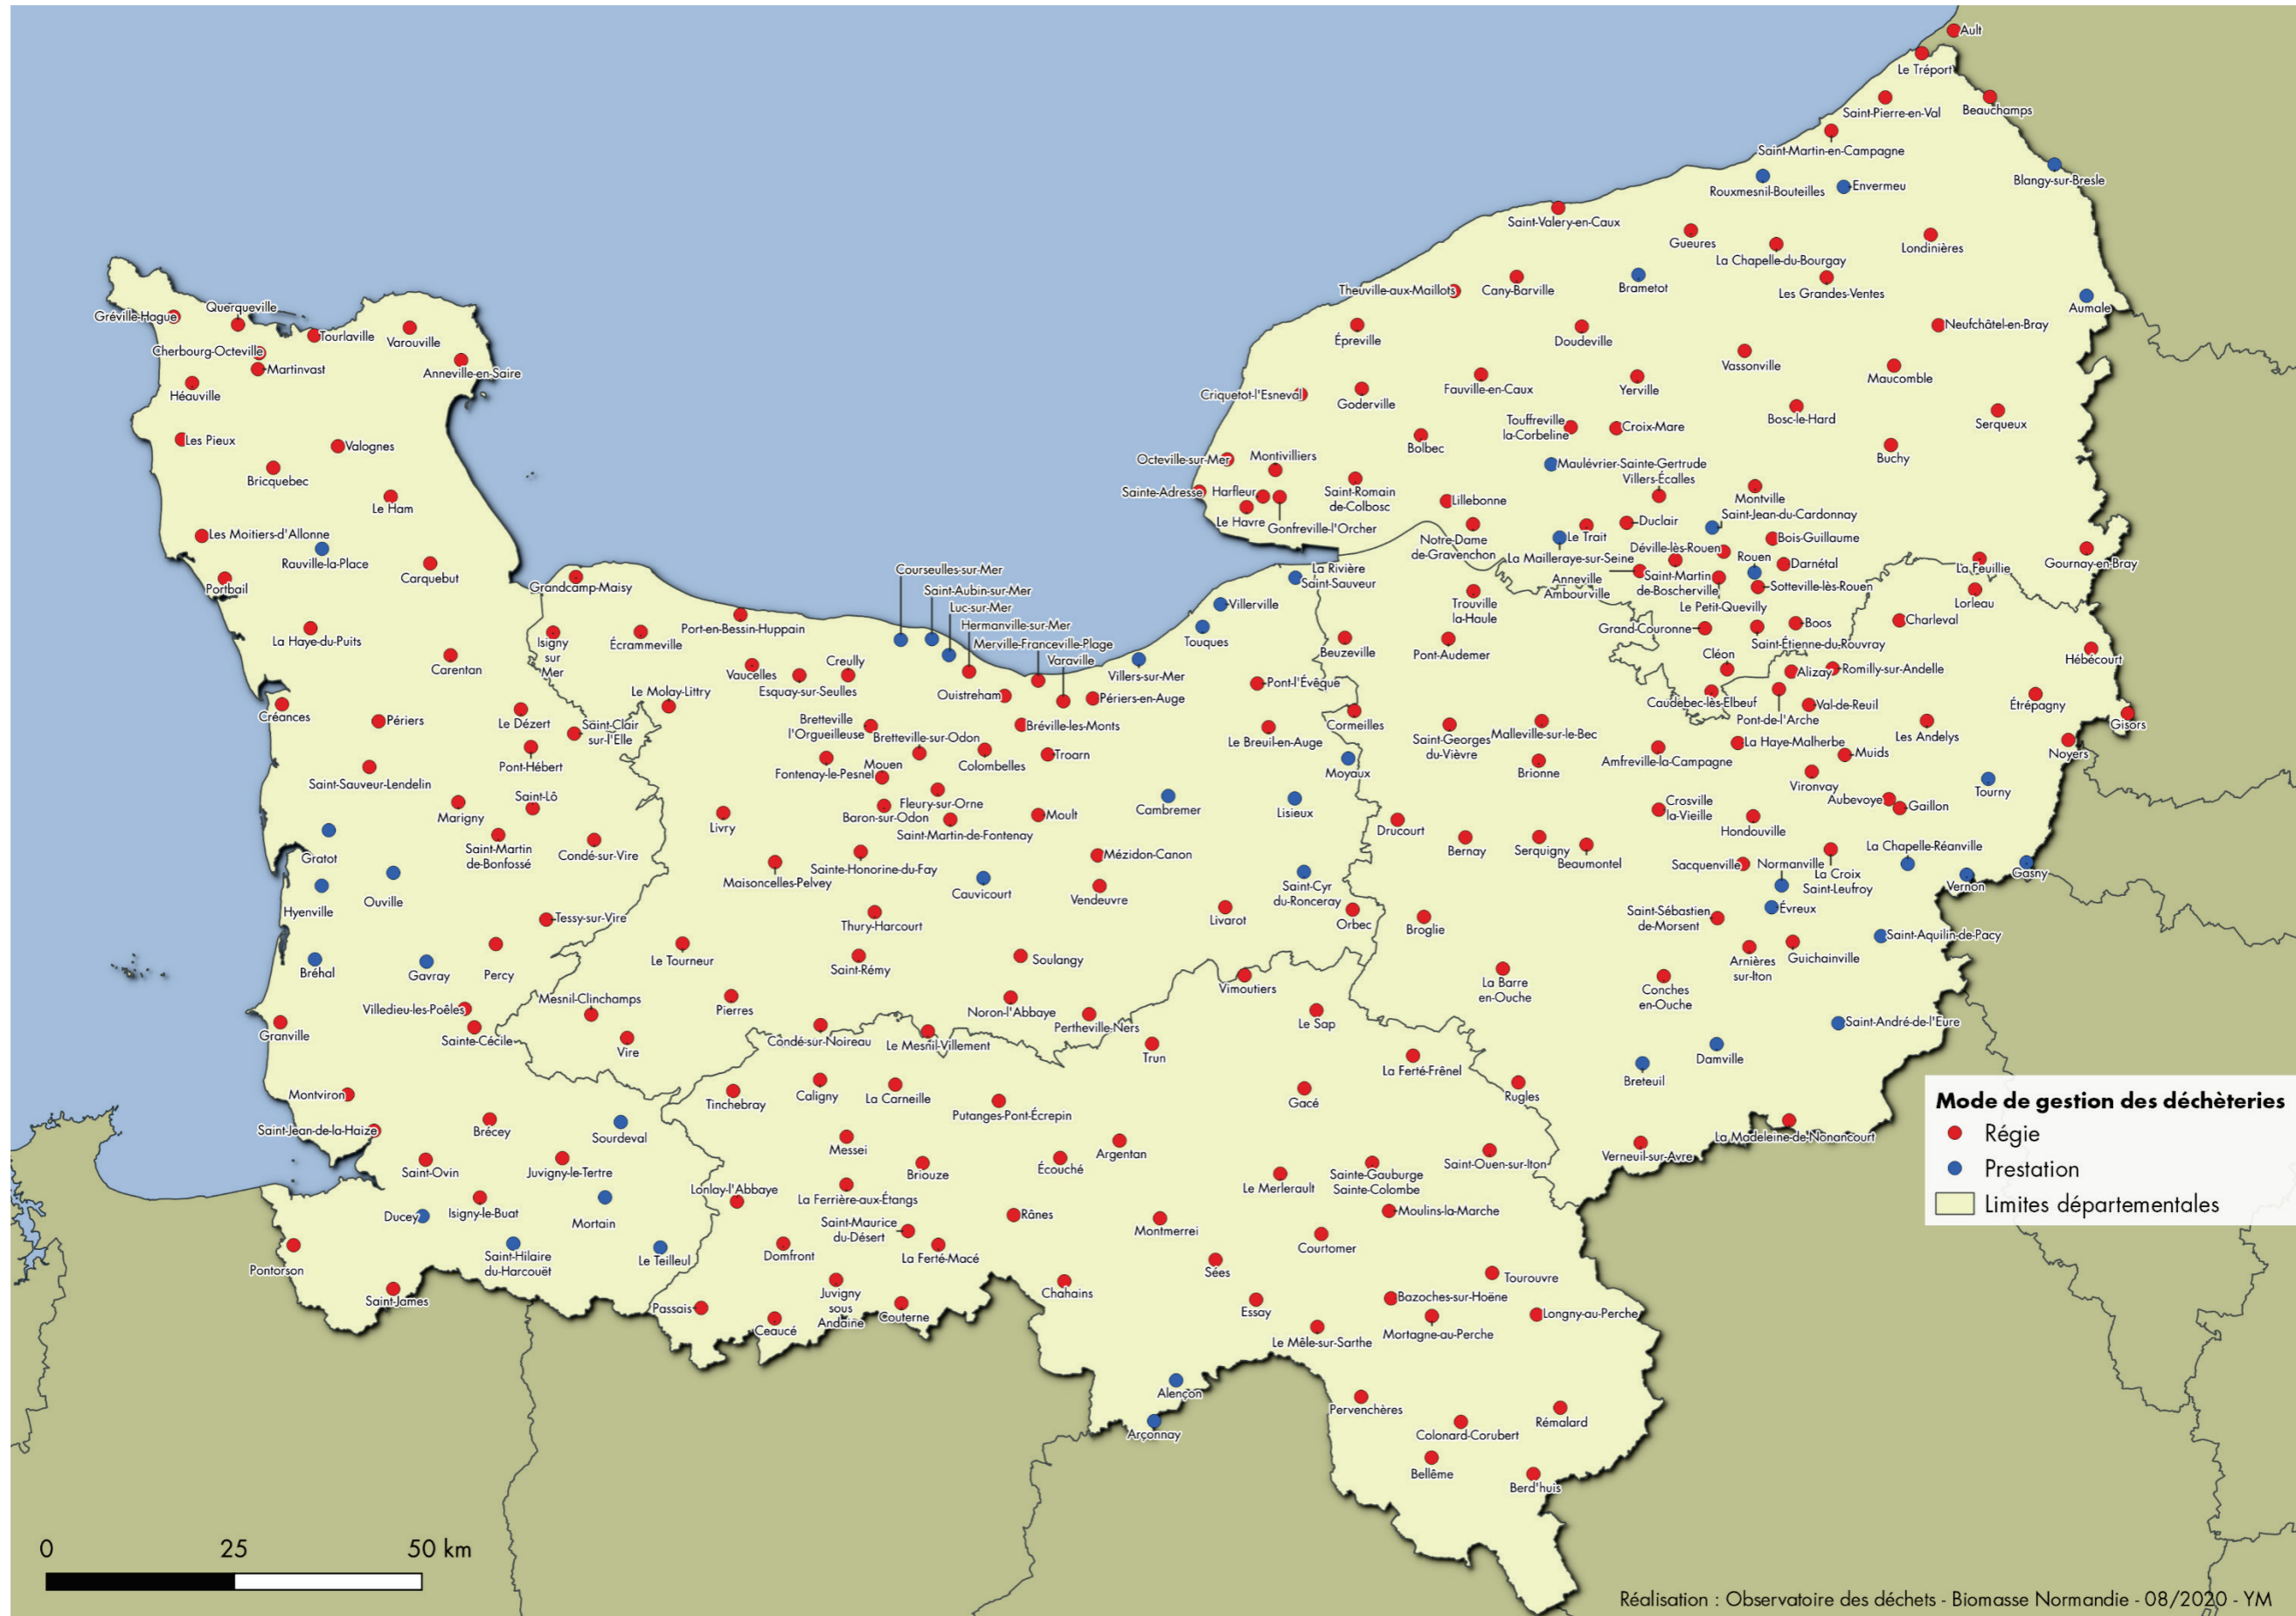 Ault
Le Tréport
Saint-Pierre-en-Val
Beauchamps
Saint-Martin-en-Campagne
Rouxmesnil-Bouteilles
Envermeu
Blangy-sur-Bresle
Saint-Valery-en-Caux
Gueures
La Chapelle-du-Bourgay
Londinières
Theuville-aux-Maillots
Cany-Barville
Brametot
Les Grandes-Ventes
Aumale
Gréville-Hague
Querqueville
Tourlaville
Varouville
Cherbourg-Octeville
Martinvast
Anneville-en-Saire
Héauville
Épreville
Doudeville
Neufchâtel-en-Bray
Vassonville
Maucomble
Criquetot-l'Esneval
Goderville
Fauville-en-Caux
Yerville
Bosc-le-Hard
Serqueux
Touffreville
la-Corbeline
Croix-Mare
Les Pieux
Valognes
Bricquebec
Le Ham
Bolbec
Buchy
Octeville-sur-Mer
Montivilliers
Maulévrier-Sainte-Gertrude
Villers-Écalles
Sainte-Adresse
Harfleur
Le Havre
Gonfreville-l'Orcher
Saint-Romain
de-Colbosc
Lillebonne
Montville
Saint-Jean-du-Cardonnay
Duclair
Les Moitiers-d'Allonne
Rauville-la-Place
Carquebut
Portbail
Notre-Dame
de-Gravenchon
Le Trait
La Mailleraye-sur-Seine
Déville-lès-Rouen
Bois-Guillaume
Rouen
Darnétal
Anneville
Ambourville
Saint-Martin
de-Boscherville
Sotteville-lès-Rouen
Le Petit-Quevilly
La Feuillie
Gournay-en-Bray
Lorleau
Grandcamp-Maisy
Courseulles-sur-Mer
Saint-Aubin-sur-Mer
Luc-sur-Mer
Hermanville-sur-Mer
Merville-Franceville-Plage
Varaville
La Rivière
Saint-Sauveur
Villerville
Touques
Trouville
la-Haule
Grand-Couronne
Boos
Saint-Étienne-du-Rouvray
Charleval
La Haye-du-Puits
Carentan
Isigny
sur
Mer
Écrammeville
Port-en-Bessin-Huppain
Vaucelles
Esquay-sur-Seulles
Creully
Ouistreham
Villers-sur-Mer
Périers-en-Auge
Beuzeville
Pont-Audemer
Cléon
Alizay
Romilly-sur-Andelle
Hébécourt
Créances
Périers
Le Dézert
Saint-Clair
sur-l'Elle
Le Molay-Littry
Pont-l'Évêque
Caudebec-lès-Elbeuf
Pont-de-l'Arche
Val-de-Reuil
Étrépagny
Gisors
Pont-Hébert
Bretteville
l'Orgueilleuse
Bretteville-sur-Odon
Bréville-les-Monts
Le Breuil-en-Auge
Cormeilles
Saint-Georges
du-Vièvre
Malleville-sur-le-Bec
Les Andelys
Noyers
La Haye-Malherbe
Muids
Amfreville-la-Campagne
Saint-Sauveur-Lendelin
Fontenay-le-Pesnel
Mouen
Colombelles
Troarn
Moyaux
Brionne
Vironvay
Tourny
Marigny
Saint-Lô
Baron-sur-Odon
Fleury-sur-Orne
Saint-Martin-de-Fontenay
Moult
Cambremer
Lisieux
Crosville
la-Vieille
Hondouville
Aubevoye
Gaillon
Gratot
Saint-Martin
de-Bonfossé
Condé-sur-Vire
Livry
Drucourt
Bernay
Serquigny
Beaumontel
La Chapelle-Réanville
Hyenville
Ouville
Maisoncelles-Pelvey
Sainte-Honorine-du-Fay
Cauvicourt
Mézidon-Canon
Vendeuvre
Saint-Cyr
du-Ronceray
Sacquenville
Normanville
La Croix
Saint-Leufroy
Vernon
Gasny
Tessy-sur-Vire
Thury-Harcourt
Livarot
Orbec
Broglie
Saint-Sébastien
de-Morsent
Évreux
Saint-Aquilin-de-Pacy
Bréhal
Gavray
Percy
Le Tourneur
Saint-Rémy
Soulangy
Vimoutiers
La Barre
en-Ouche
Conches
en-Ouche
Arnières
sur-Iton
Guichainville
Villedieu-les-Poêles
Mesnil-Clinchamps
Pierres
Noron-l'Abbaye
Pertheville-Ners
Le Sap
Saint-André-de-l'Eure
Granville
Sainte-Cécile
Vire
Condé-sur-Noireau
Le Mesnil-Villement
Trun
La Ferté-Frênel
Damville
Breteuil
Montviron
Tinchebray
Caligny
La Carneille
Putanges-Pont-Écrepin
Gacé
Rugles
Saint-Jean-de-la-Haize
Brécey
Sourdeval
Messei
Argentan
La Madeleine-de-Nonancourt
Verneuil-sur-Avre
Saint-Ovin
Juvigny-le-Tertre
Briouze
Écouché
Le Merlerault
Sainte-Gauburge
Sainte-Colombe
Saint-Ouen-sur-Iton
Ducey
Isigny-le-Buat
Mortain
Lonlay-l'Abbaye
La Ferrière-aux-Étangs
Rânes
Montmerrei
Moulins-la-Marche
Pontorson
Saint-Hilaire
du-Harcouët
Le Teilleul
Domfront
Saint-Maurice
du-Désert
La Ferté-Macé
Courtomer
Saint-James
Passais
Ceaucé
Juvigny
sous
Andaine
Couterne
Chahains
Sées
Essay
Tourouvre
Bazoches-sur-Hoëne
Mortagne-au-Perche
Longny-au-Perche
Le Mêle-sur-Sarthe
Alençon
Arçonnay
Pervenchères
Colonard-Corubert
Rémalard
Bellême
Berd'huis
Mode de gestion des déchèteries
Régie
Prestation
Limites départementales
0 25 50 km
Réalisation : Observatoire des déchets - Biomasse Normandie - 08/2020 - YM